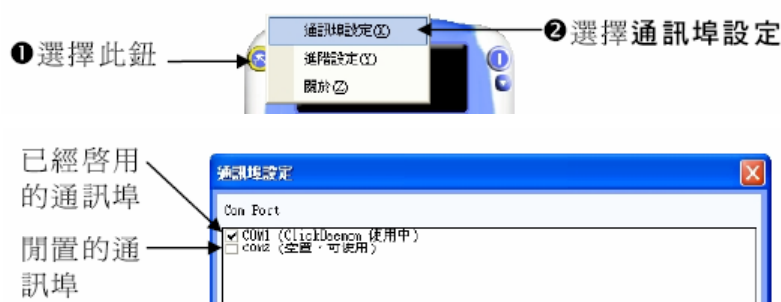 通訊埠設定(X)
❷選擇通訊埠設定
❶選擇此鈕
進階設定(Y)
關於(Z)
已經啓用
的通訊埠
通訊埠設定
Com Port
COM1 (ClickDaemon 使用中)
COM2 (空置，可使用)
閒置的通
訊埠